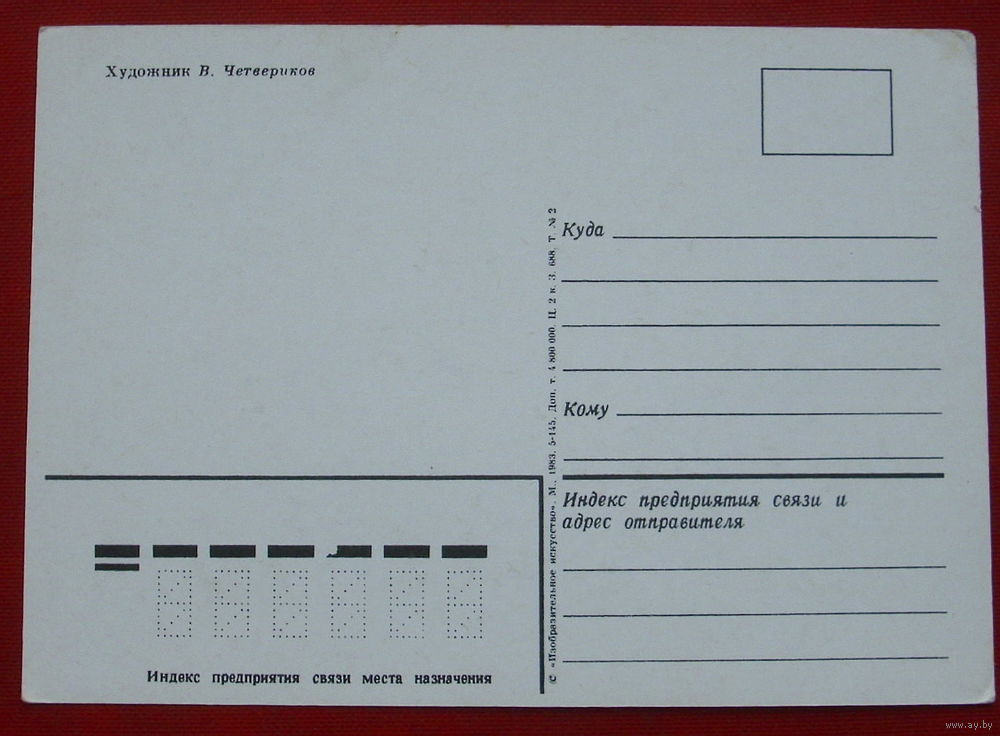 Художник В. Четвериков
Куда
Кому
Индекс предприятия связи и
адрес отправителя
© «Изобразительное искусство». М., 1983. 5-145. Доп. т. 4 800 000. Ц. 2 к. З. 688. Т. № 2
Индекс предприятия связи места назначения
www.ay.by